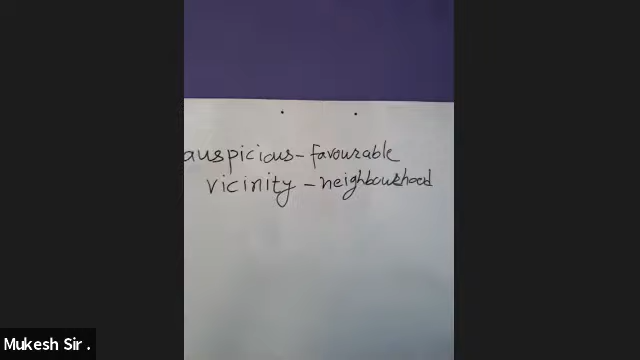 auspicious - favourable
vicinity - neighbourhood
Mukesh Sir .